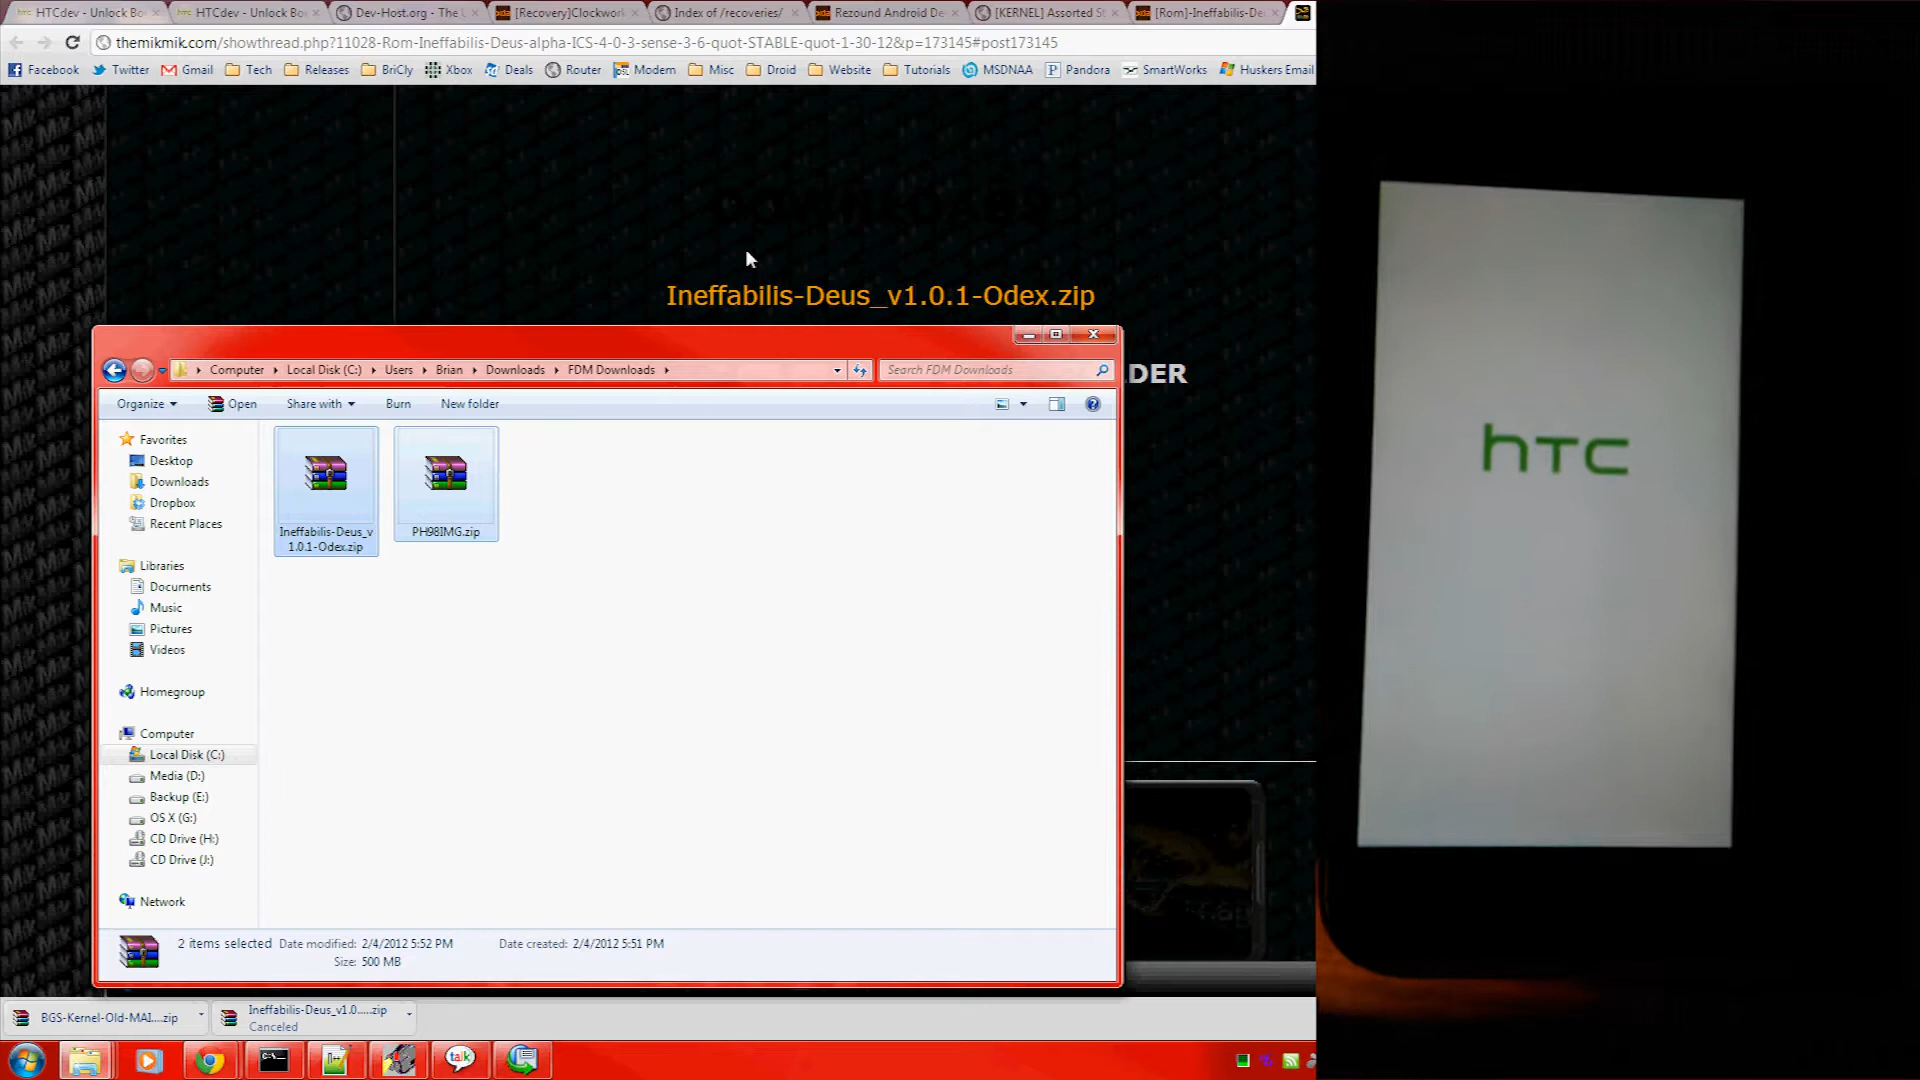 HTCdev - Unlock Bo
HTCdev - Unlock Bo
Dev-Host.org - The
[Recovery]Clockwork
Index of /recoveries/
Rezound Android De
[KERNEL] Assorted St
[Rom]-Ineffabilis-De
themikmik.com/showthread.php?11028-Rom-Ineffabilis-Deus-alpha-ICS-4-0-3-sense-3-6-quot-STABLE-quot-1-30-12&p=173145#post173145
Facebook
Twitter
Gmail
Tech
Releases
BriCly
Xbox
Deals
Router
Modem
Misc
Droid
Website
Tutorials
MSDNAA
Pandora
SmartWorks
Huskers Email
Ineffabilis-Deus_v1.0.1-Odex.zip
DER
Computer
Local Disk (C:)
Users
Brian
Downloads
FDM Downloads
Search FDM Downloads
Organize
Open
Share with
Burn
New folder
Favorites
Desktop
Downloads
Dropbox
Recent Places
Libraries
Documents
Music
Pictures
Videos
Homegroup
Computer
Local Disk (C:)
Media (D:)
Backup (E:)
OS X (G:)
CD Drive (H:)
CD Drive (J:)
Network
Ineffabilis-Deus_v
1.0.1-Odex.zip
PH98IMG.zip
2 items selected
Date modified: 2/4/2012 5:52 PM
Date created: 2/4/2012 5:51 PM
Size: 500 MB
BGS-Kernel-Old-MAI....zip
Ineffabilis-Deus_v1.0.....zip
Canceled
talk
hTC